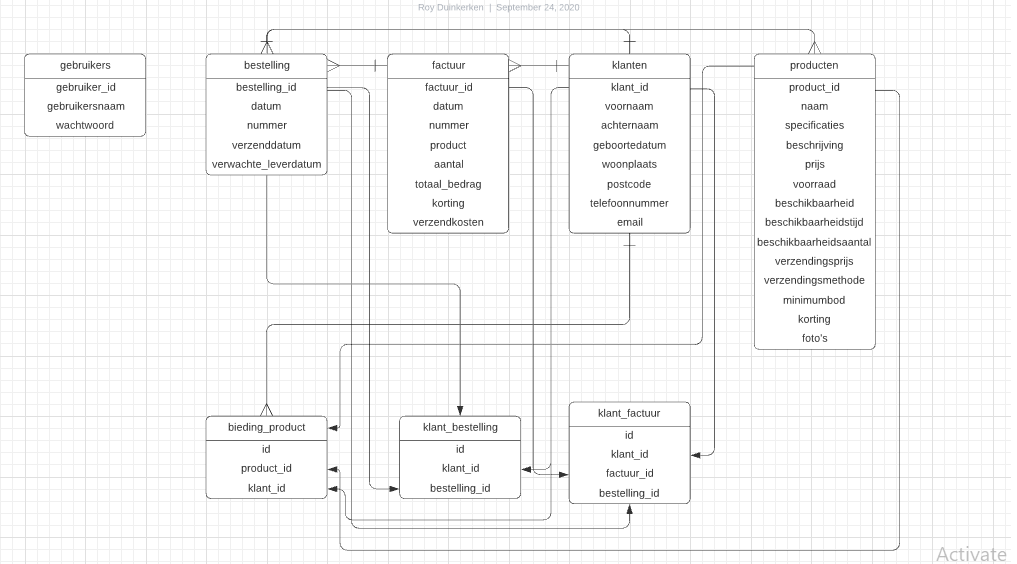 Roy Duinkerken | September 24, 2020
gebruikers
gebruiker_id
gebruikersnaam
wachtwoord
bestelling
bestelling_id
datum
nummer
verzenddatum
verwachte_leverdatum
factuur
factuur_id
datum
nummer
product
aantal
totaal_bedrag
korting
verzendkosten
klanten
klant_id
voornaam
achternaam
geboortedatum
woonplaats
postcode
telefoonnummer
email
producten
product_id
naam
specificaties
beschrijving
prijs
voorraad
beschikbaarheid
beschikbaarheidstijd
beschikbaarheidsaantal
verzendingsprijs
verzendingsmethode
minimumbod
korting
foto's
bieding_product
id
product_id
klant_id
klant_bestelling
id
klant_id
bestelling_id
klant_factuur
id
klant_id
factuur_id
bestelling_id
Activate